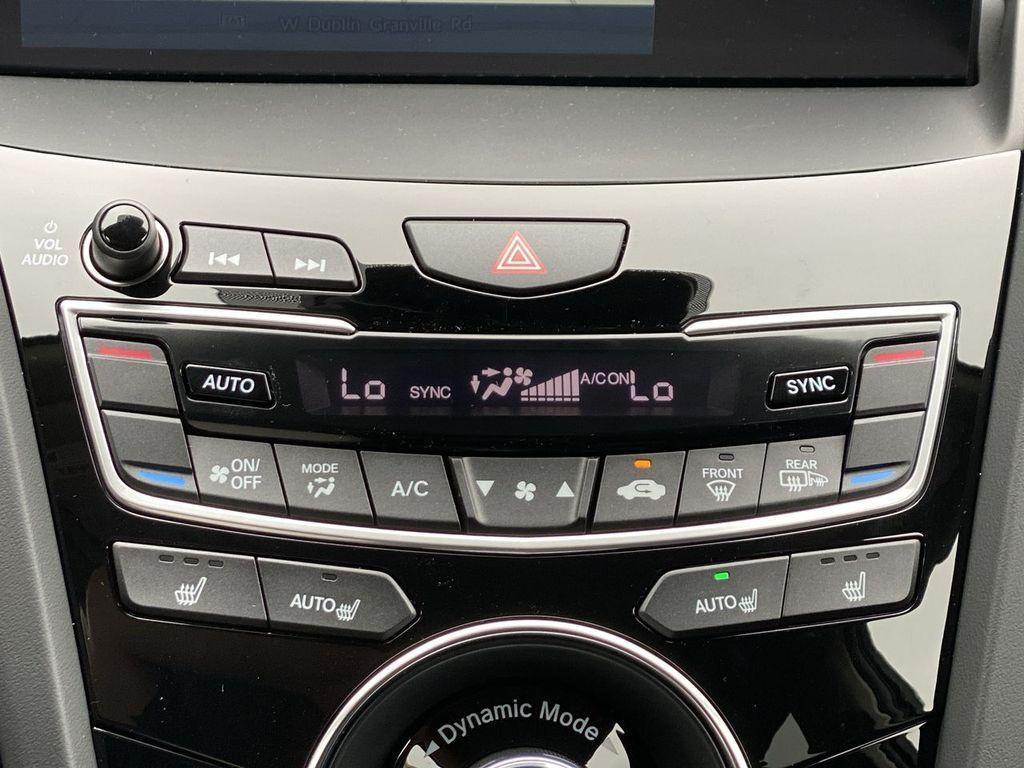 W. Dublin Granville Rd
VOL
AUDIO
AUTO
Lo
SYNC
A/C ON
Lo
SYNC
ON/
OFF
MODE
A/C
FRONT
REAR
AUTO
AUTO
Dynamic Mode